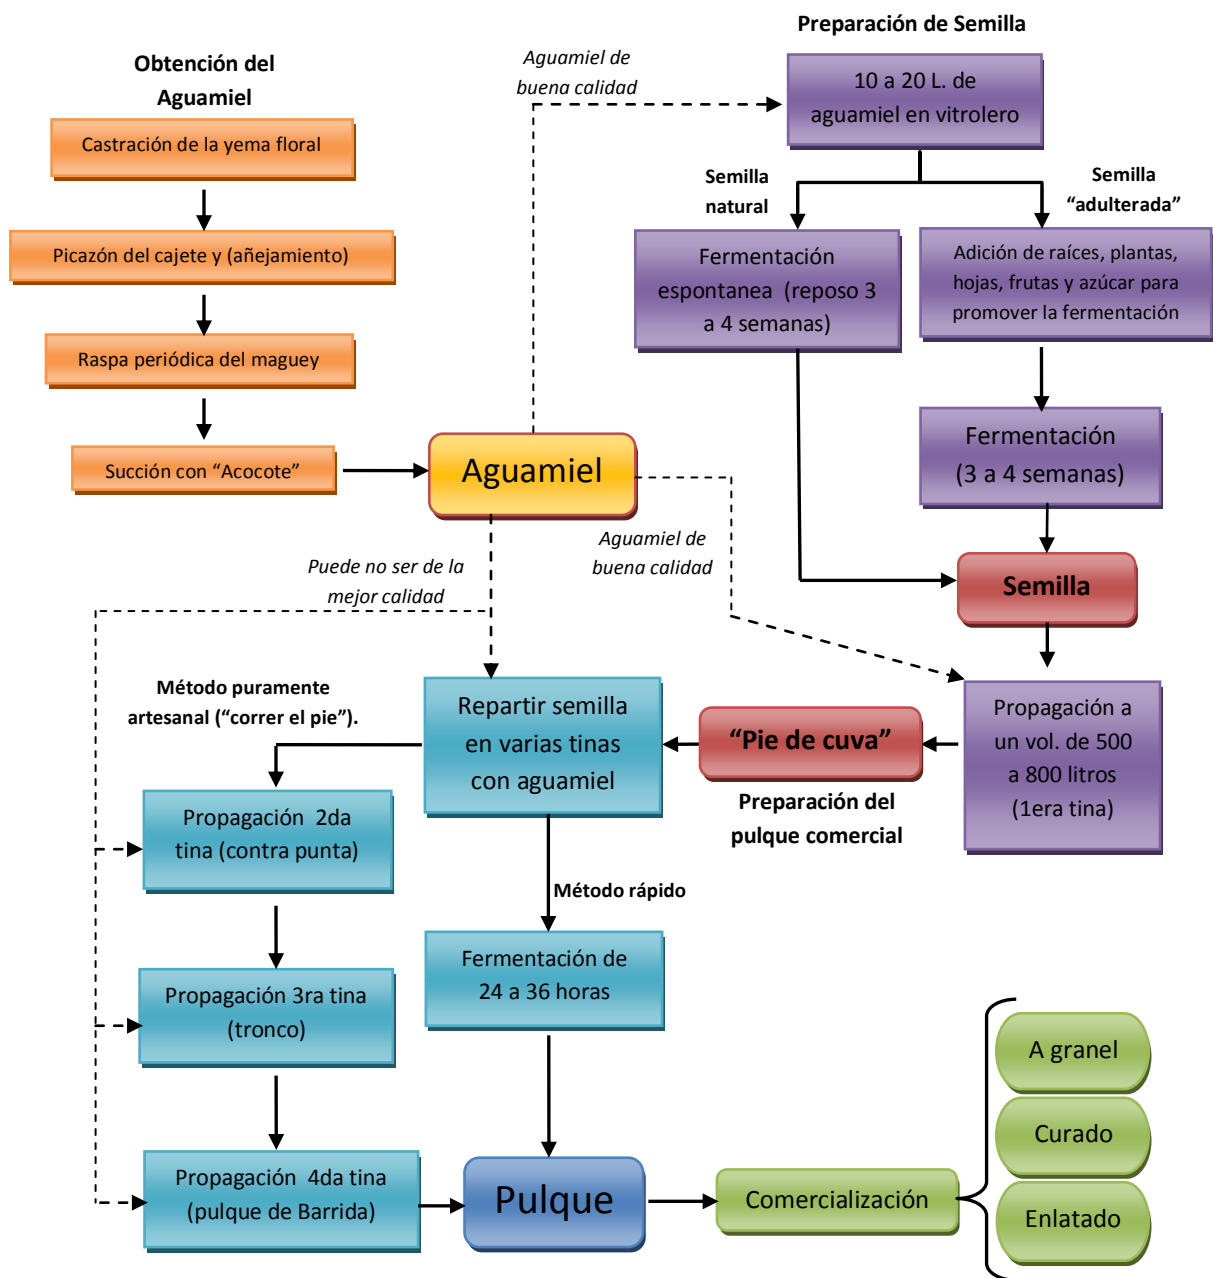 Preparación de Semilla
Obtención del
Aguamiel
Castración de la yema floral
Picazón del cajete y (añejamiento)
Raspa periódica del maguey
Succión con “Acocote”
Aguamiel de
buena calidad
10 a 20 L. de
aguamiel en vitrolero
Semilla
natural
Semilla
“adulterada”
Fermentación
espontanea (reposo 3
a 4 semanas)
Adición de raíces, plantas,
hojas, frutas y azúcar para
promover la fermentación
Fermentación
(3 a 4 semanas)
Aguamiel
Aguamiel de
buena calidad
Puede no ser de la
mejor calidad
Semilla
Propagación a
un vol. de 500
a 800 litros
(1era tina)
“Pie de cuva”
Preparación del
pulque comercial
Repartir semilla
en varias tinas
con aguamiel
Método puramente
artesanal (“correr el pie”).
Propagación 2da
tina (contra punta)
Método rápido
Fermentación de
24 a 36 horas
Propagación 3ra tina
(tronco)
Propagación 4da tina
(pulque de Barrida)
Pulque
Comercialización
A granel
Curado
Enlatado